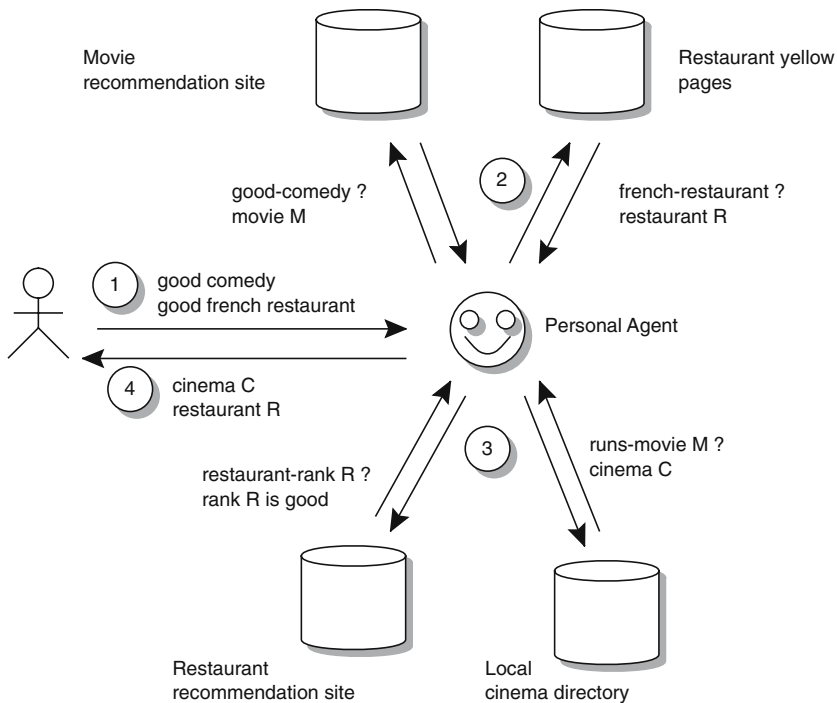 Movie
recommendation site
Restaurant yellow
pages
good-comedy ?
movie M
2
french-restaurant ?
restaurant R
1
good comedy
good french restaurant
Personal Agent
4
cinema C
restaurant R
3
restaurant-rank R ?
rank R is good
runs-movie M ?
cinema C
Restaurant
recommendation site
Local
cinema directory